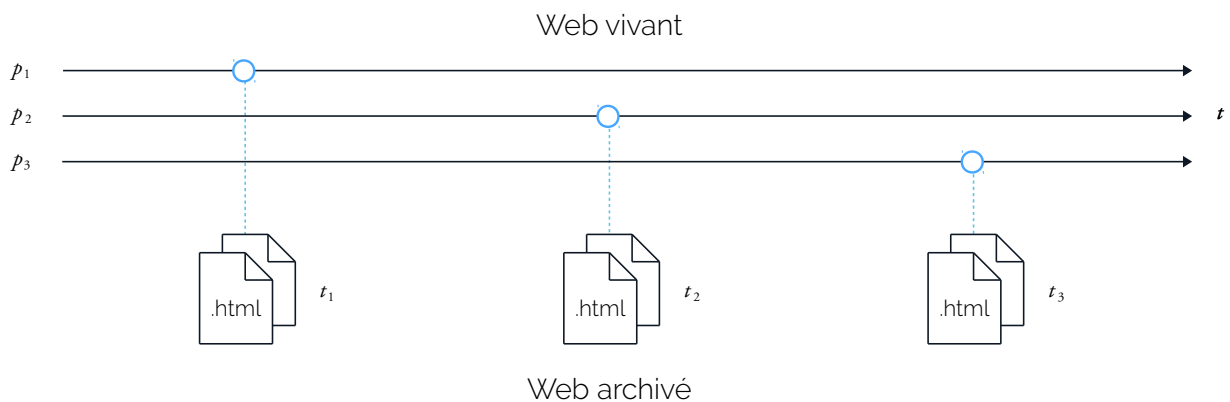 Web vivant
p1
p2
t
p3
.html
t1
.html
t2
.html
t3
Web archivé